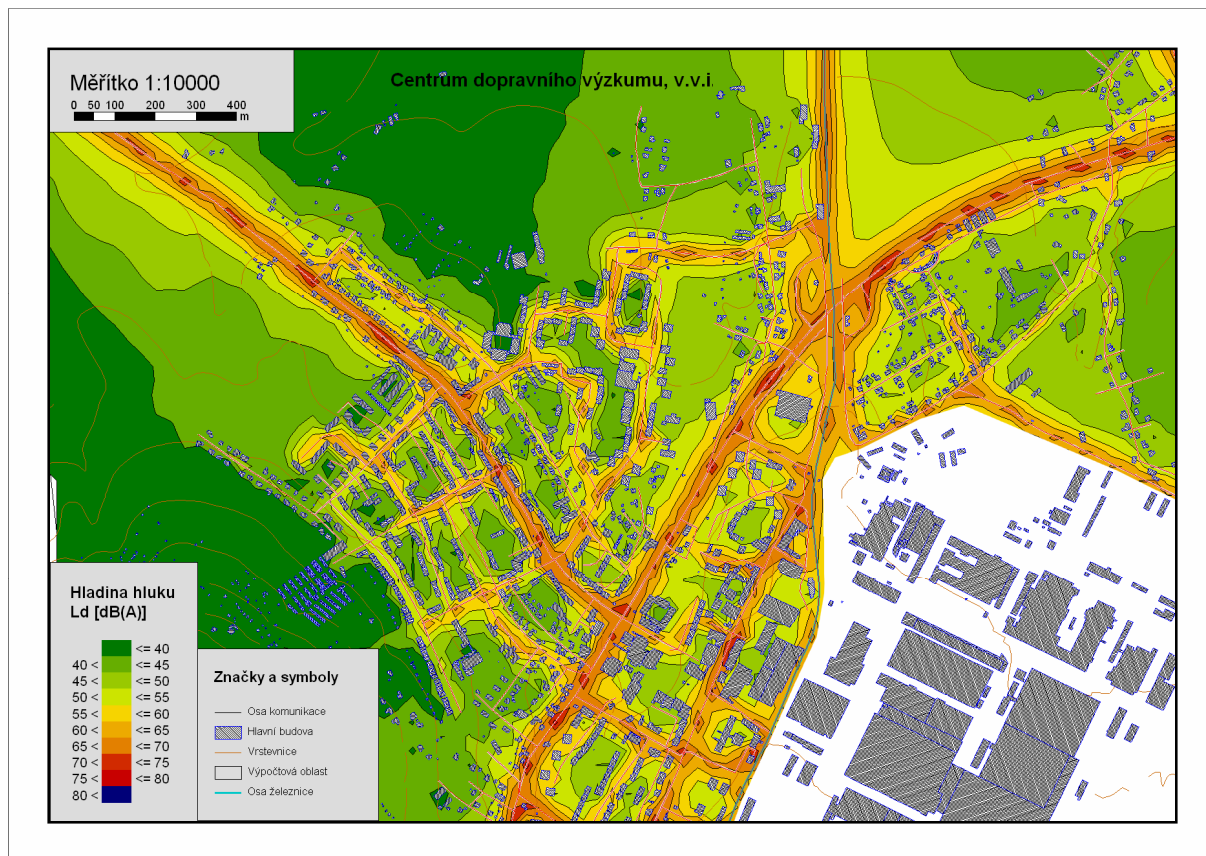 Měřítko 1:10000
0 50 100 200 300 400
m
Centrum dopravního výzkumu, v.v.i.
Hladina hluku
Ld [dB(A)]
<= 40
40 < <= 45
45 < <= 50
50 < <= 55
55 < <= 60
60 < <= 65
65 < <= 70
70 < <= 75
75 < <= 80
80 <
Značky a symboly
Osa komunikace
Hlavní budova
Vrstevnice
Výpočtová oblast
Osa železnice